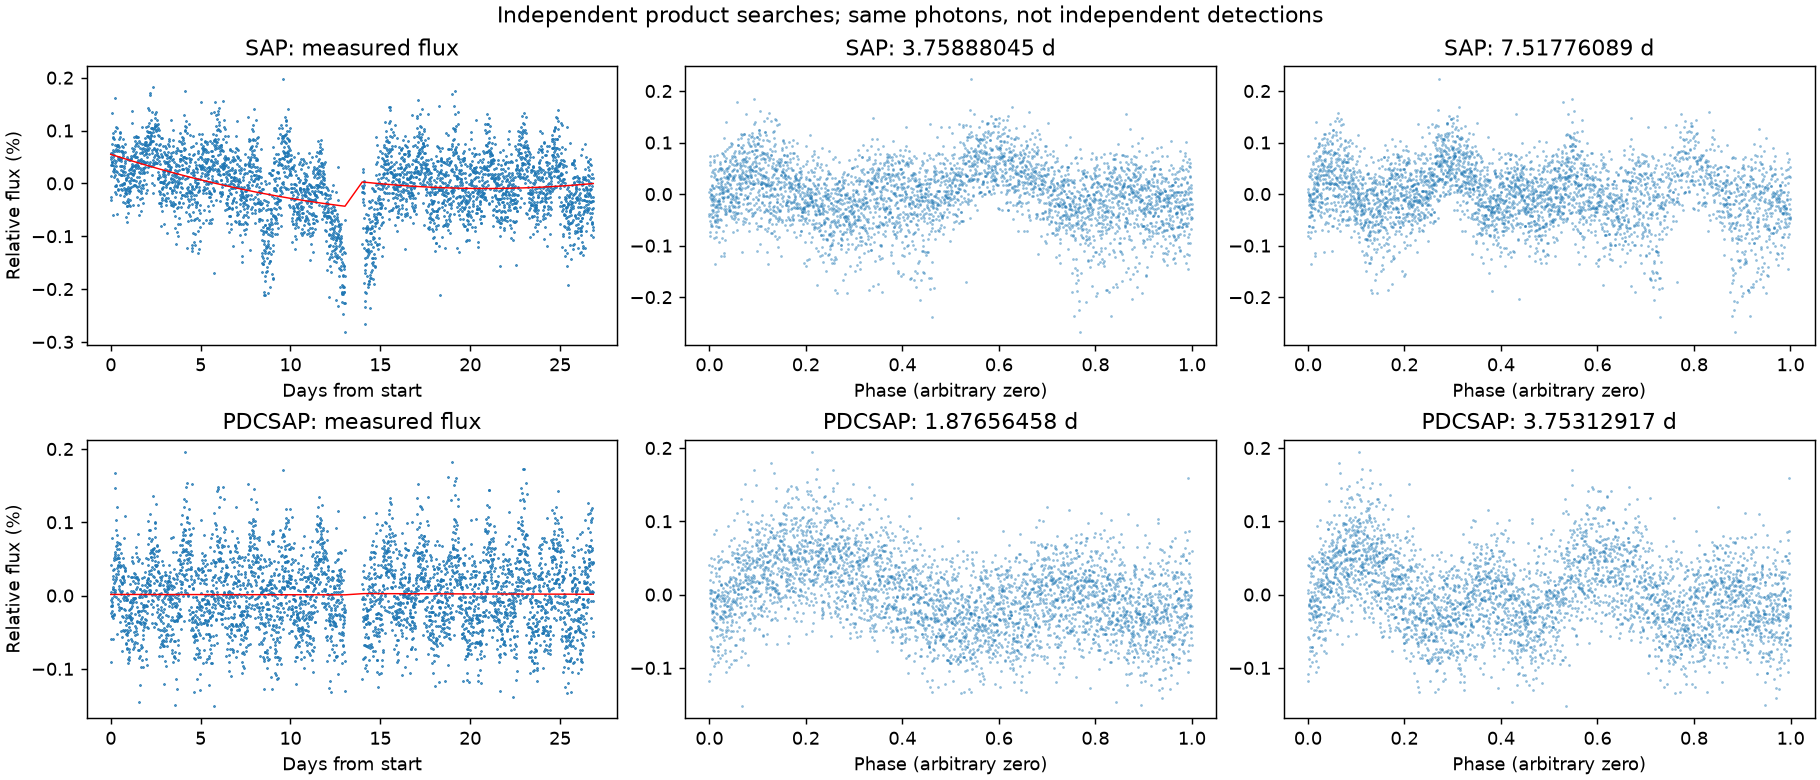 Independent product searches; same photons, not independent detections
SAP: measured flux
SAP: 3.75888045 d
SAP: 7.51776089 d
Relative flux (%)
0.2
0.1
0.0
−0.1
−0.2
−0.3
0 5 10 15 20 25
Days from start
0.2
0.1
0.0
−0.1
−0.2
0.0 0.2 0.4 0.6 0.8 1.0
Phase (arbitrary zero)
0.2
0.1
0.0
−0.1
−0.2
0.0 0.2 0.4 0.6 0.8 1.0
Phase (arbitrary zero)
PDCSAP: measured flux
PDCSAP: 1.87656458 d
PDCSAP: 3.75312917 d
Relative flux (%)
0.2
0.1
0.0
−0.1
0 5 10 15 20 25
Days from start
0.2
0.1
0.0
−0.1
0.0 0.2 0.4 0.6 0.8 1.0
Phase (arbitrary zero)
0.2
0.1
0.0
−0.1
0.0 0.2 0.4 0.6 0.8 1.0
Phase (arbitrary zero)